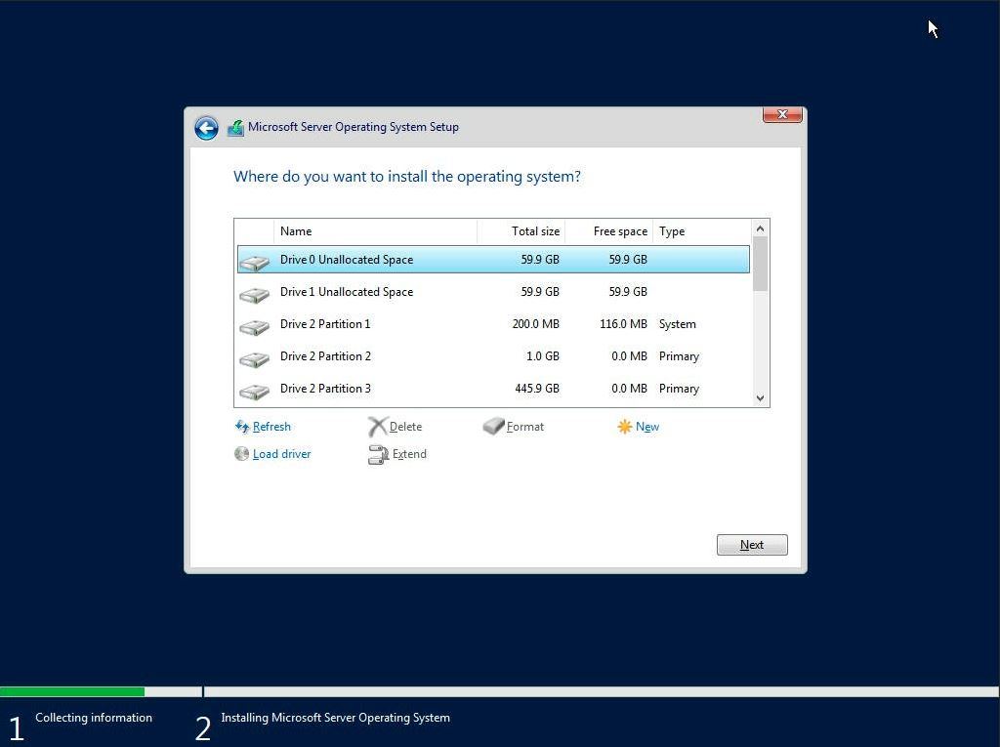 Microsoft Server Operating System Setup
Where do you want to install the operating system?
Name Total size Free space Type
Drive 0 Unallocated Space 59.9 GB 59.9 GB
Drive 1 Unallocated Space 59.9 GB 59.9 GB
Drive 2 Partition 1 200.0 MB 116.0 MB System
Drive 2 Partition 2 1.0 GB 0.0 MB Primary
Drive 2 Partition 3 445.9 GB 0.0 MB Primary
Refresh Delete Format New
Load driver Extend
Next
1 Collecting information 2 Installing Microsoft Server Operating System